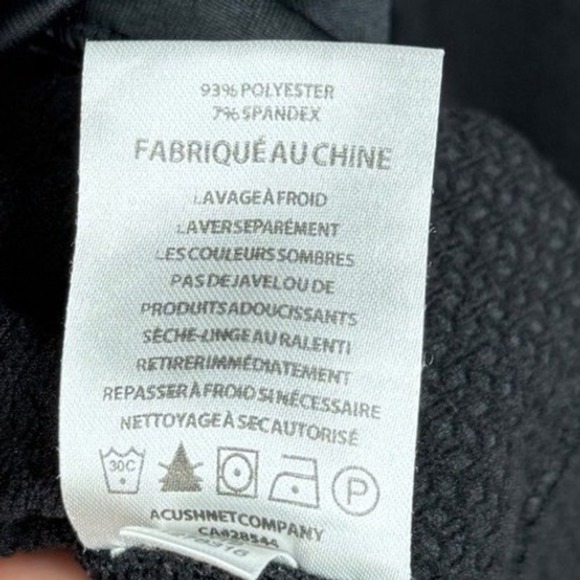 93% POLYESTER
7% SPANDEX
FABRIQUÉ AU CHINE
LAVAGE À FROID
LAVER SEPARÉMENT
LES COULEURS SOMBRES
PAS DE JAVEL OU DE
PRODUITS ADOUCISSANTS
SÈCHE-LINGE AU RALENTI
RETIRER IMMÉDIATEMENT
REPASSER À FROID SI NÉCESSAIRE
NETTOYAGE À SEC AUTORISÉ
30C
P
ACUSHNET COMPANY
CA#28544